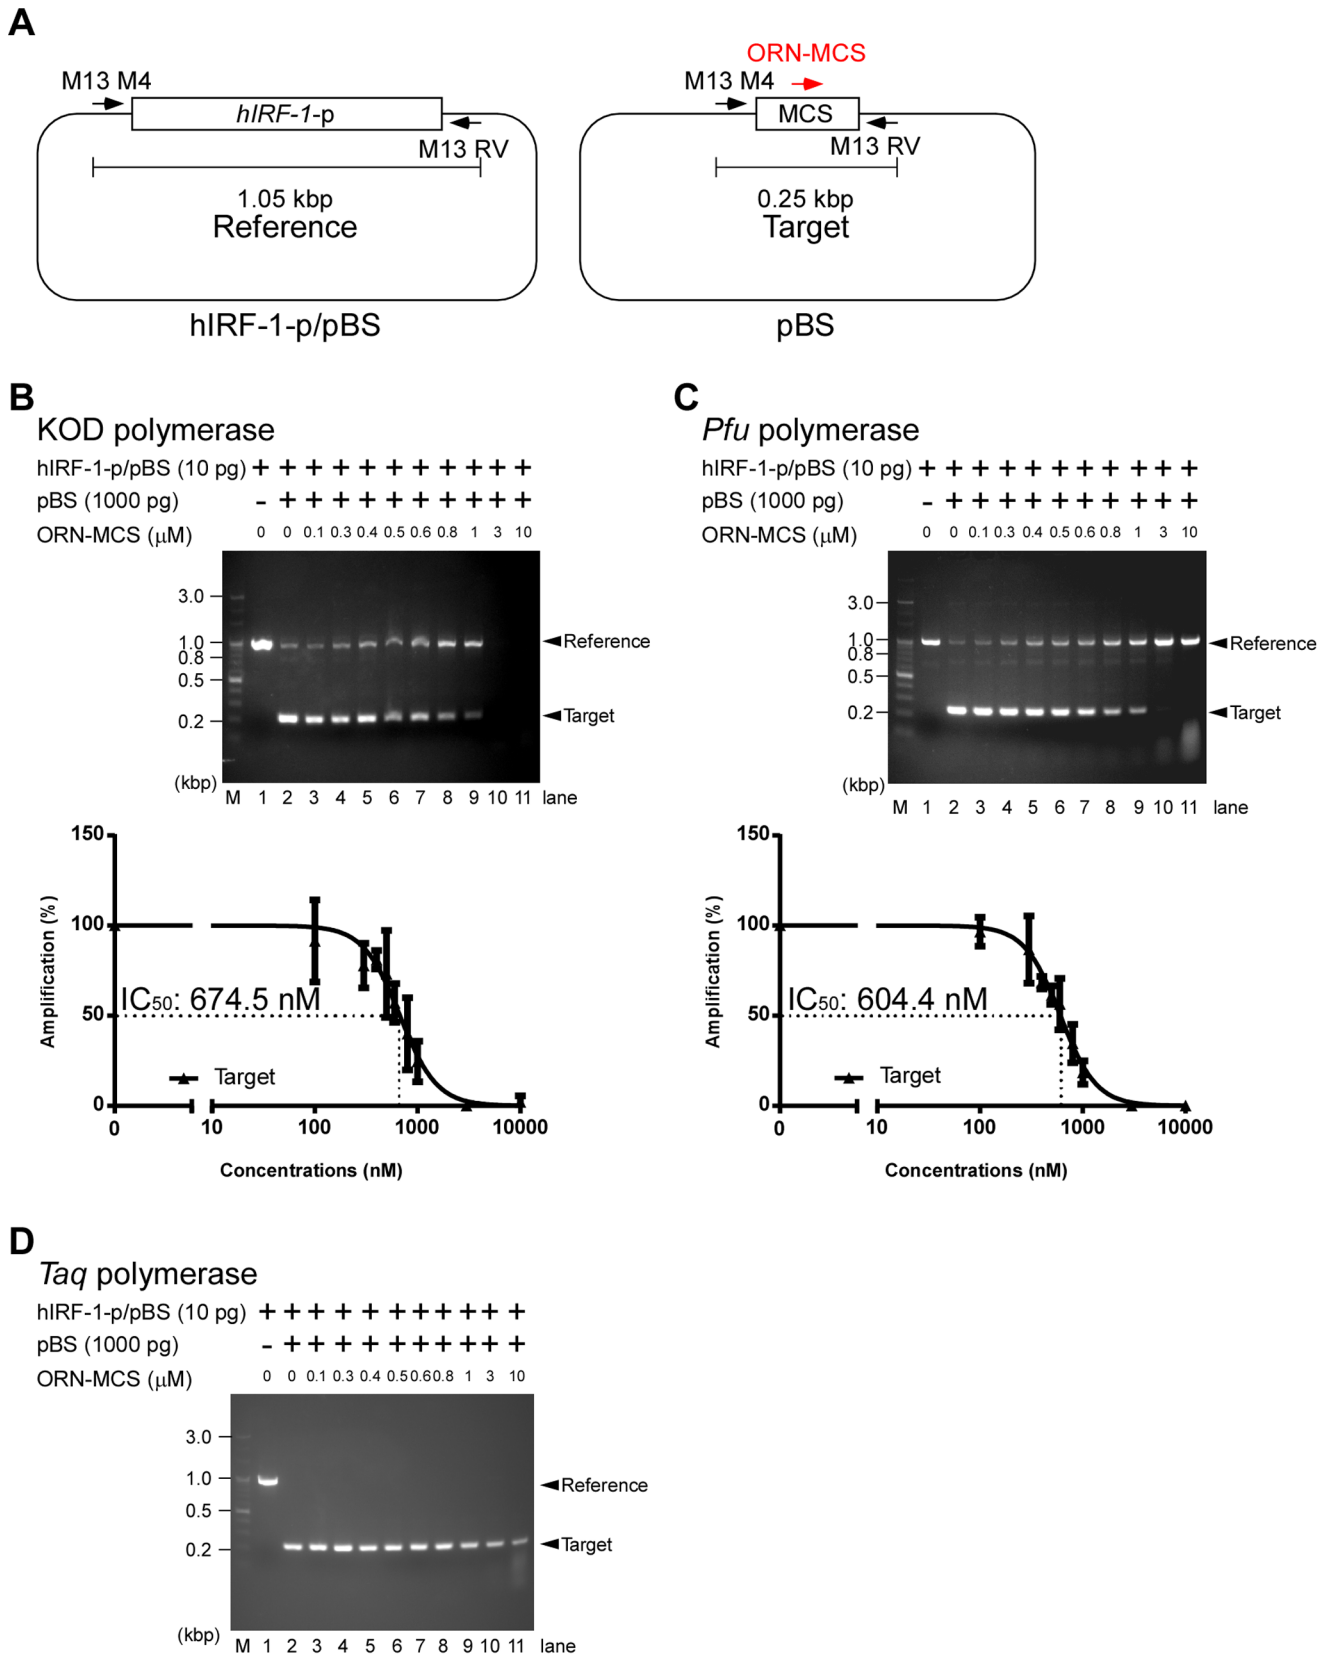 A
ORN-MCS
M13 M4
M13 M4
hIRF-1-p
MCS
M13 RV
M13 RV
1.05 kbp
0.25 kbp
Reference
Target
hIRF-1-p/pBS
pBS
B
KOD polymerase
hIRF-1-p/pBS (10 pg) + + + + + + + + + + +
pBS (1000 pg) - + + + + + + + + + +
ORN-MCS (μM) 0 0 0.1 0.3 0.4 0.5 0.6 0.8 1 3 10
3.0
1.0
0.8
0.5
0.2
(kbp)
Reference
Target
M 1 2 3 4 5 6 7 8 9 10 11 lane
150
100
50
0
Amplification (%)
IC50: 674.5 nM
Target
0 10 100 1000 10000
Concentrations (nM)
C
Pfu polymerase
hIRF-1-p/pBS (10 pg) + + + + + + + + + + +
pBS (1000 pg) - + + + + + + + + + +
ORN-MCS (μM) 0 0 0.1 0.3 0.4 0.5 0.6 0.8 1 3 10
3.0
1.0
0.8
0.5
0.2
(kbp)
Reference
Target
M 1 2 3 4 5 6 7 8 9 10 11 lane
150
100
50
0
Amplification (%)
IC50: 604.4 nM
Target
0 10 100 1000 10000
Concentrations (nM)
D
Taq polymerase
hIRF-1-p/pBS (10 pg) + + + + + + + + + + +
pBS (1000 pg) - + + + + + + + + + +
ORN-MCS (μM) 0 0 0.1 0.3 0.4 0.5 0.6 0.8 1 3 10
3.0
1.0
0.5
0.2
(kbp)
Reference
Target
M 1 2 3 4 5 6 7 8 9 10 11 lane